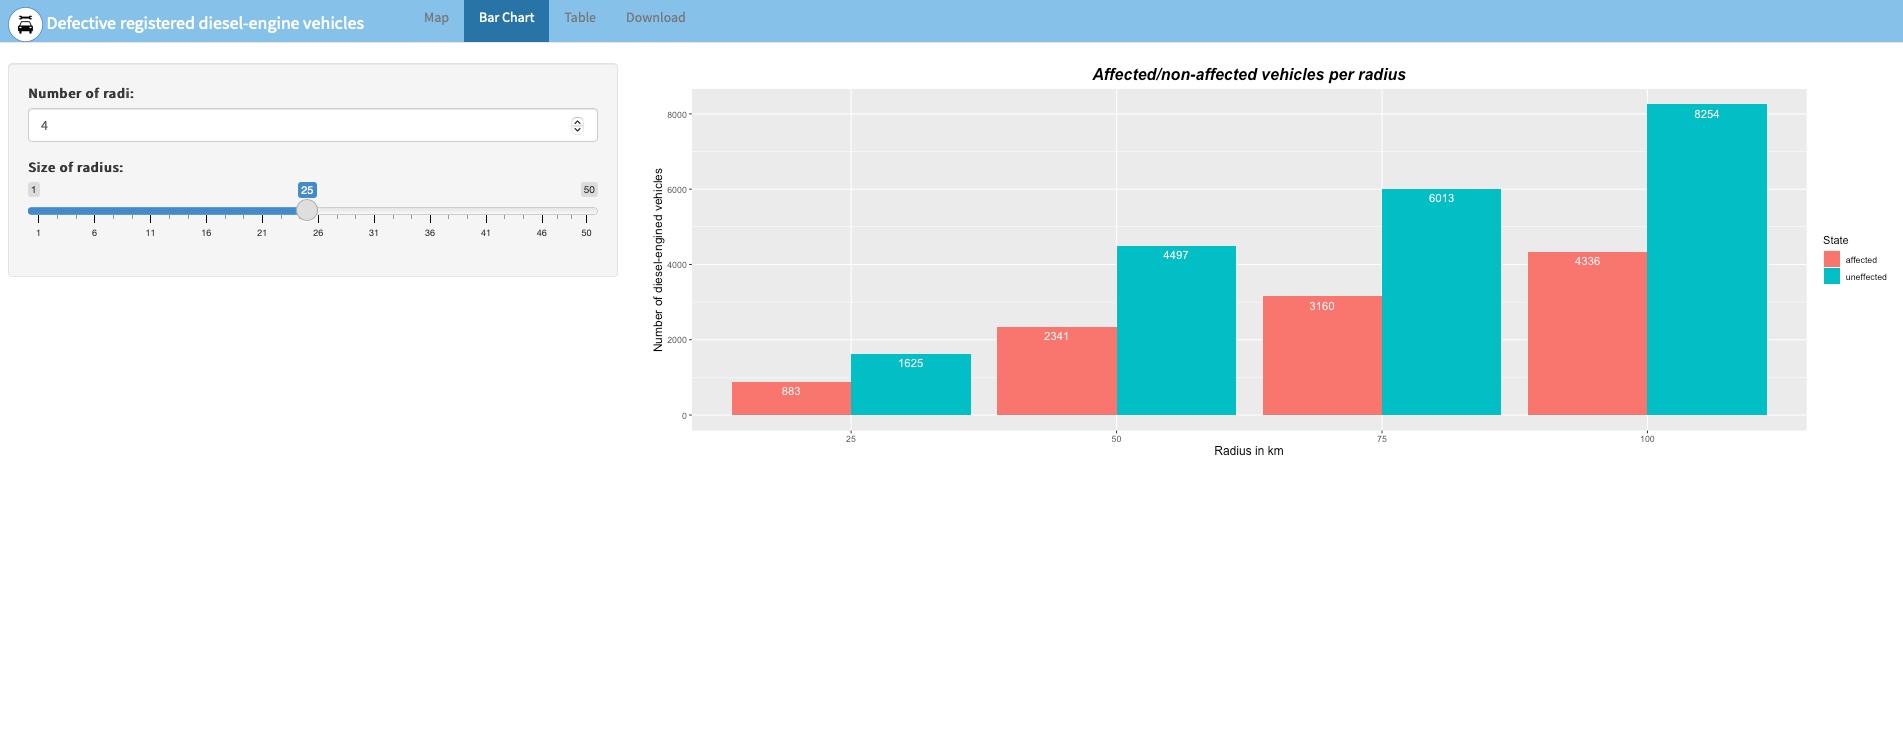 Defective registered diesel-engine vehicles Map Bar Chart Table Download
Number of radi:
4
Size of radius:
1 25 50
1 6 11 16 21 26 31 36 41 46 50
Affected/non-affected vehicles per radius
Number of diesel-engined vehicles
8000
6000
4000
2000
0
883
1625
2341
4497
3160
6013
4336
8254
25 50 75 100
Radius in km
State
affected
uneffected